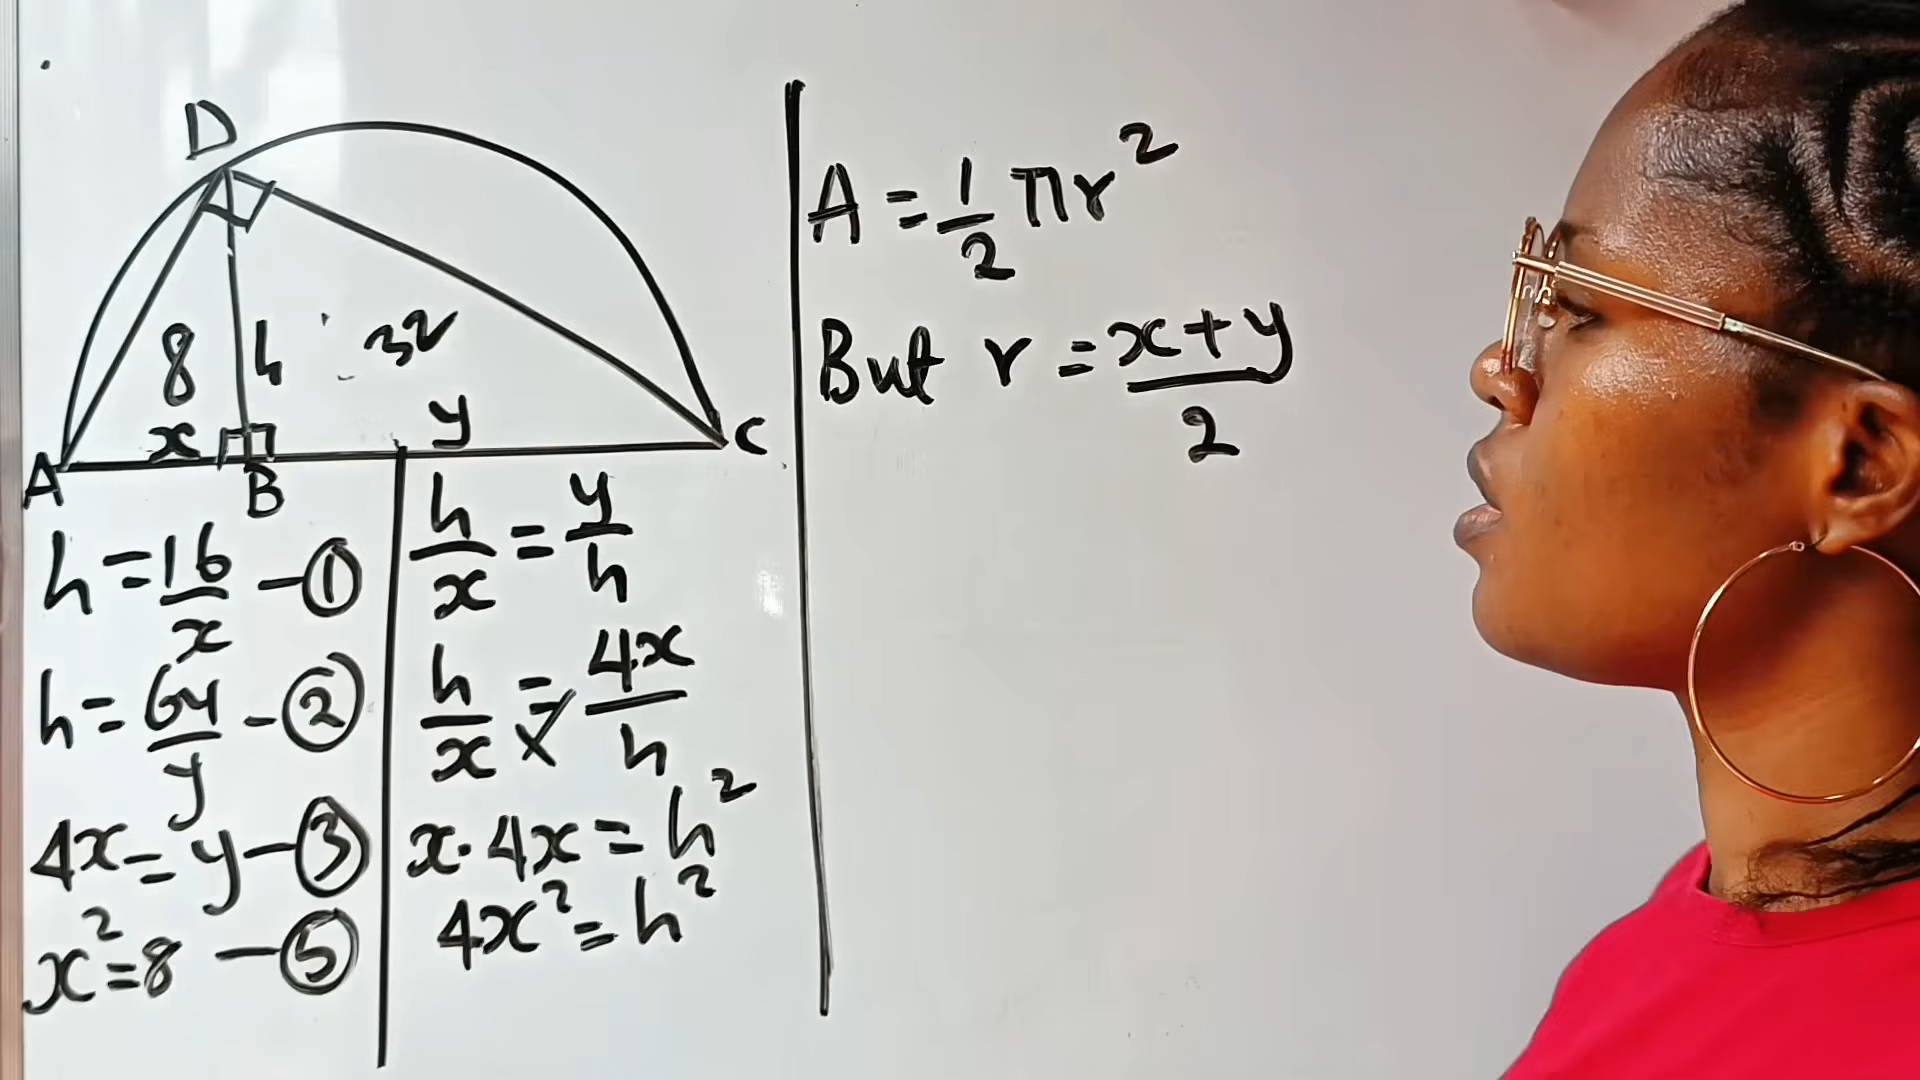 D
8 h 32
x y
A B C
h = 16/x - ①
h = 64/y - ②
4x = y - ③
x² = 8 - ⑤
h/x = y/h
h/x = 4x/h
x · 4x = h²
4x² = h²
A = 1/2 πr²
But r = x + y/2